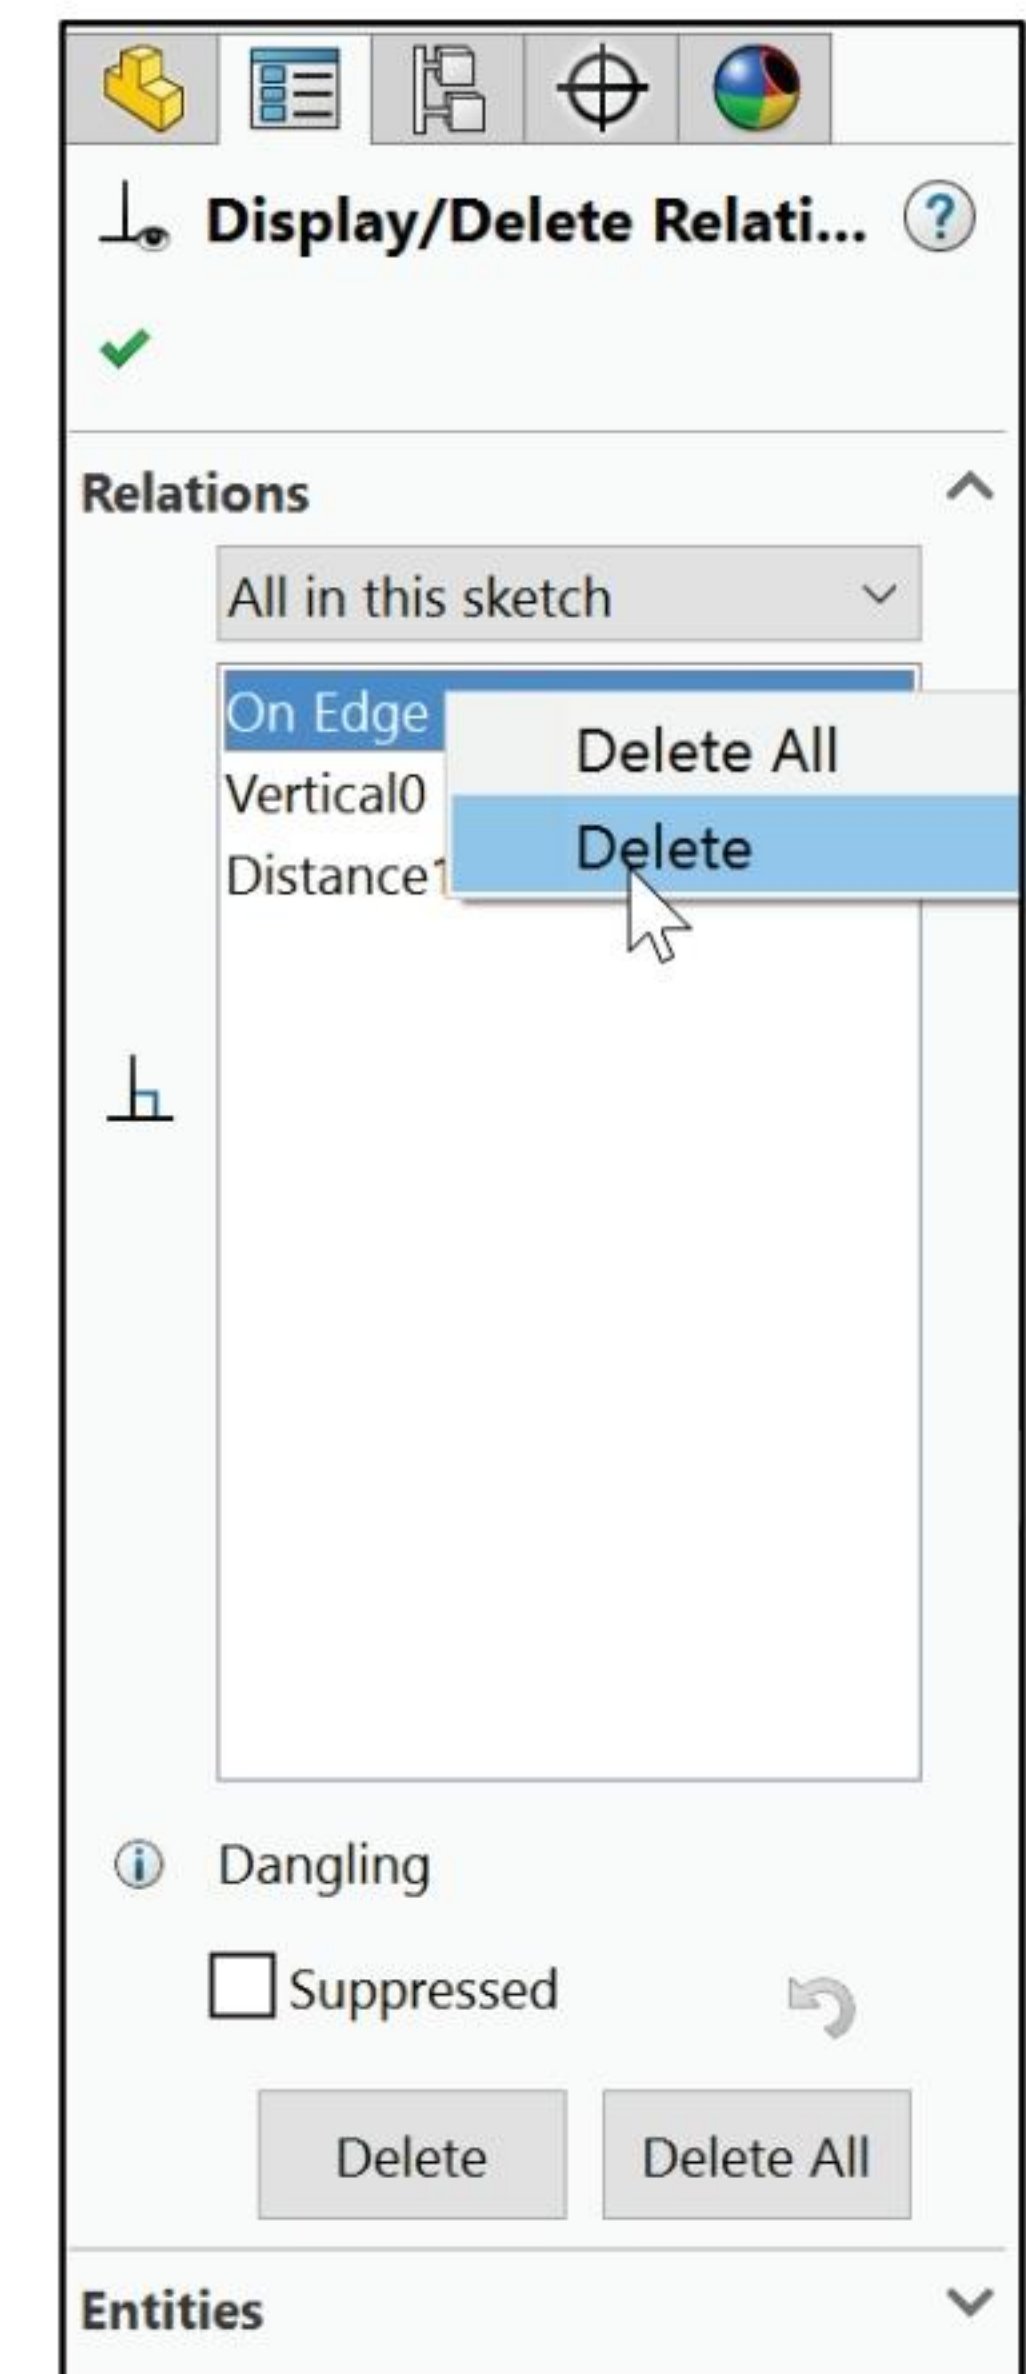 Display/Delete Relati...
?
Relations
All in this sketch
On Edge
Delete All
Vertical0
Delete
Distance1
Dangling
Suppressed
Delete Delete All
Entities